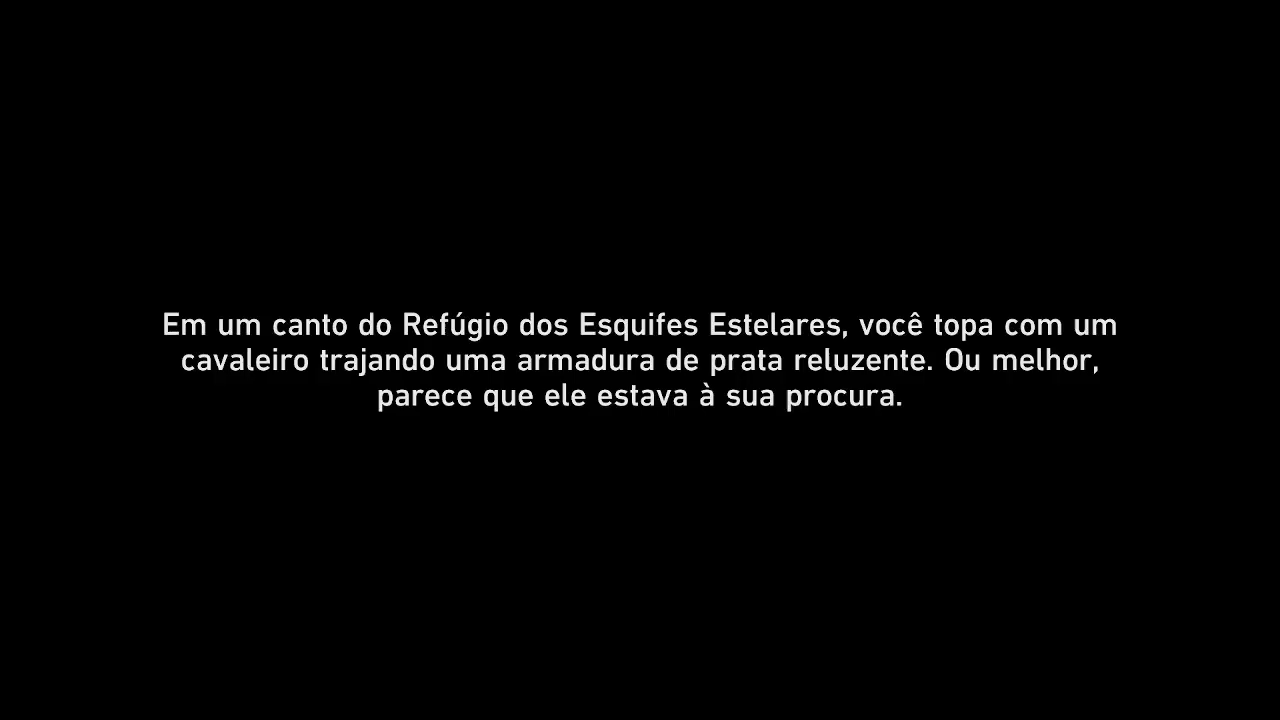 Em um canto do Refúgio dos Esquifes Estelares, você topa com um
cavaleiro trajando uma armadura de prata reluzente. Ou melhor,
parece que ele estava à sua procura.